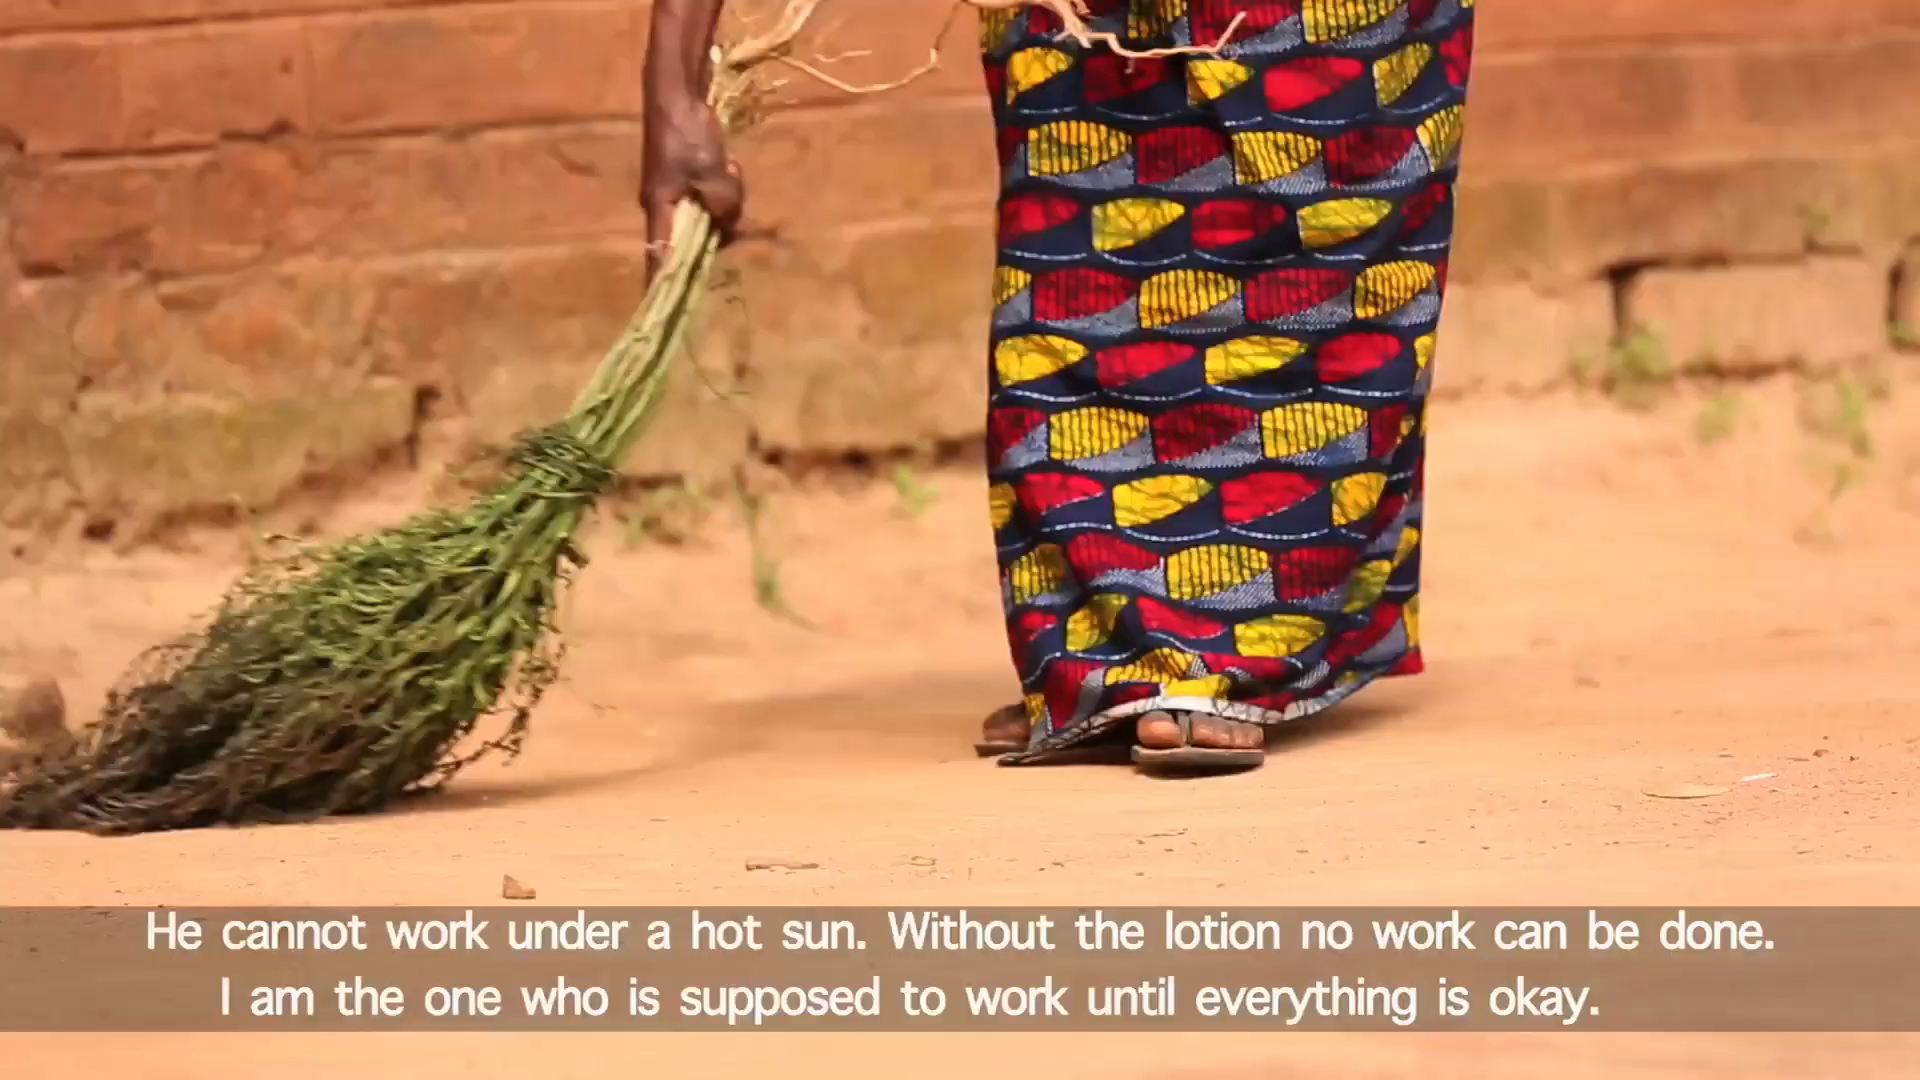 He cannot work under a hot sun. Without the lotion no work can be done.
I am the one who is supposed to work until everything is okay.